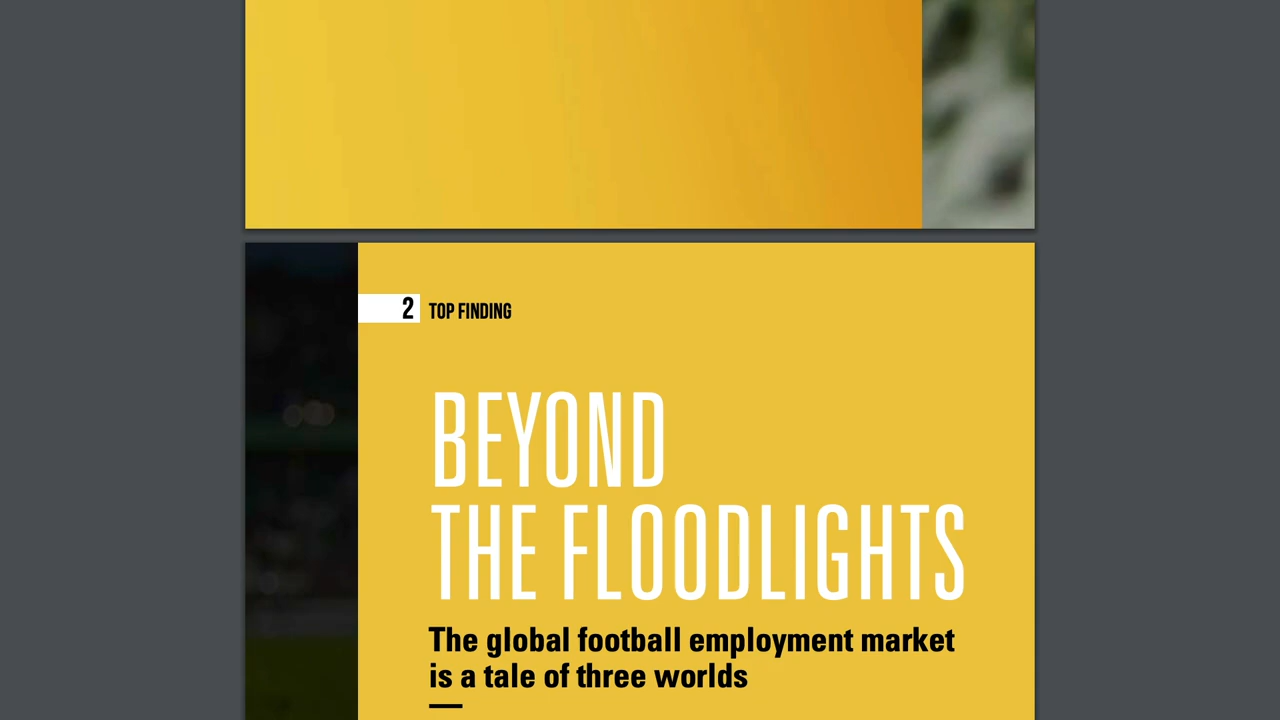 2 TOP FINDING
BEYOND
THE FLOODLIGHTS
The global football employment market
is a tale of three worlds